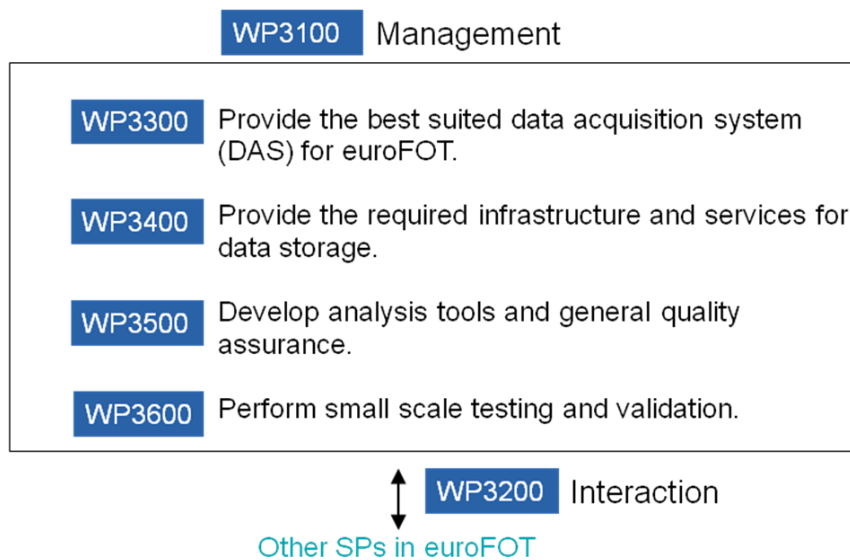 WP3100 Management
WP3300 Provide the best suited data acquisition system
(DAS) for euroFOT.
WP3400 Provide the required infrastructure and services for
data storage.
WP3500 Develop analysis tools and general quality
assurance.
WP3600 Perform small scale testing and validation.
WP3200 Interaction
Other SPs in euroFOT